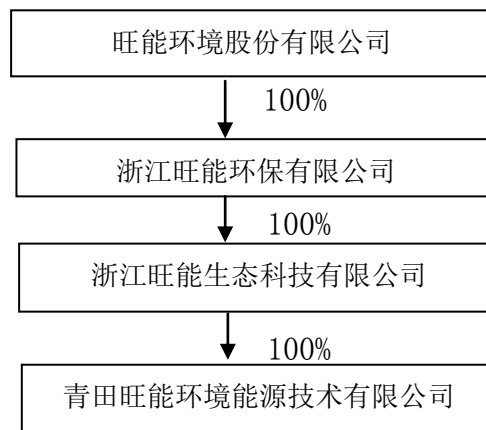 旺能环境股份有限公司
100%
浙江旺能环保有限公司
100%
浙江旺能生态科技有限公司
100%
青田旺能环境能源技术有限公司